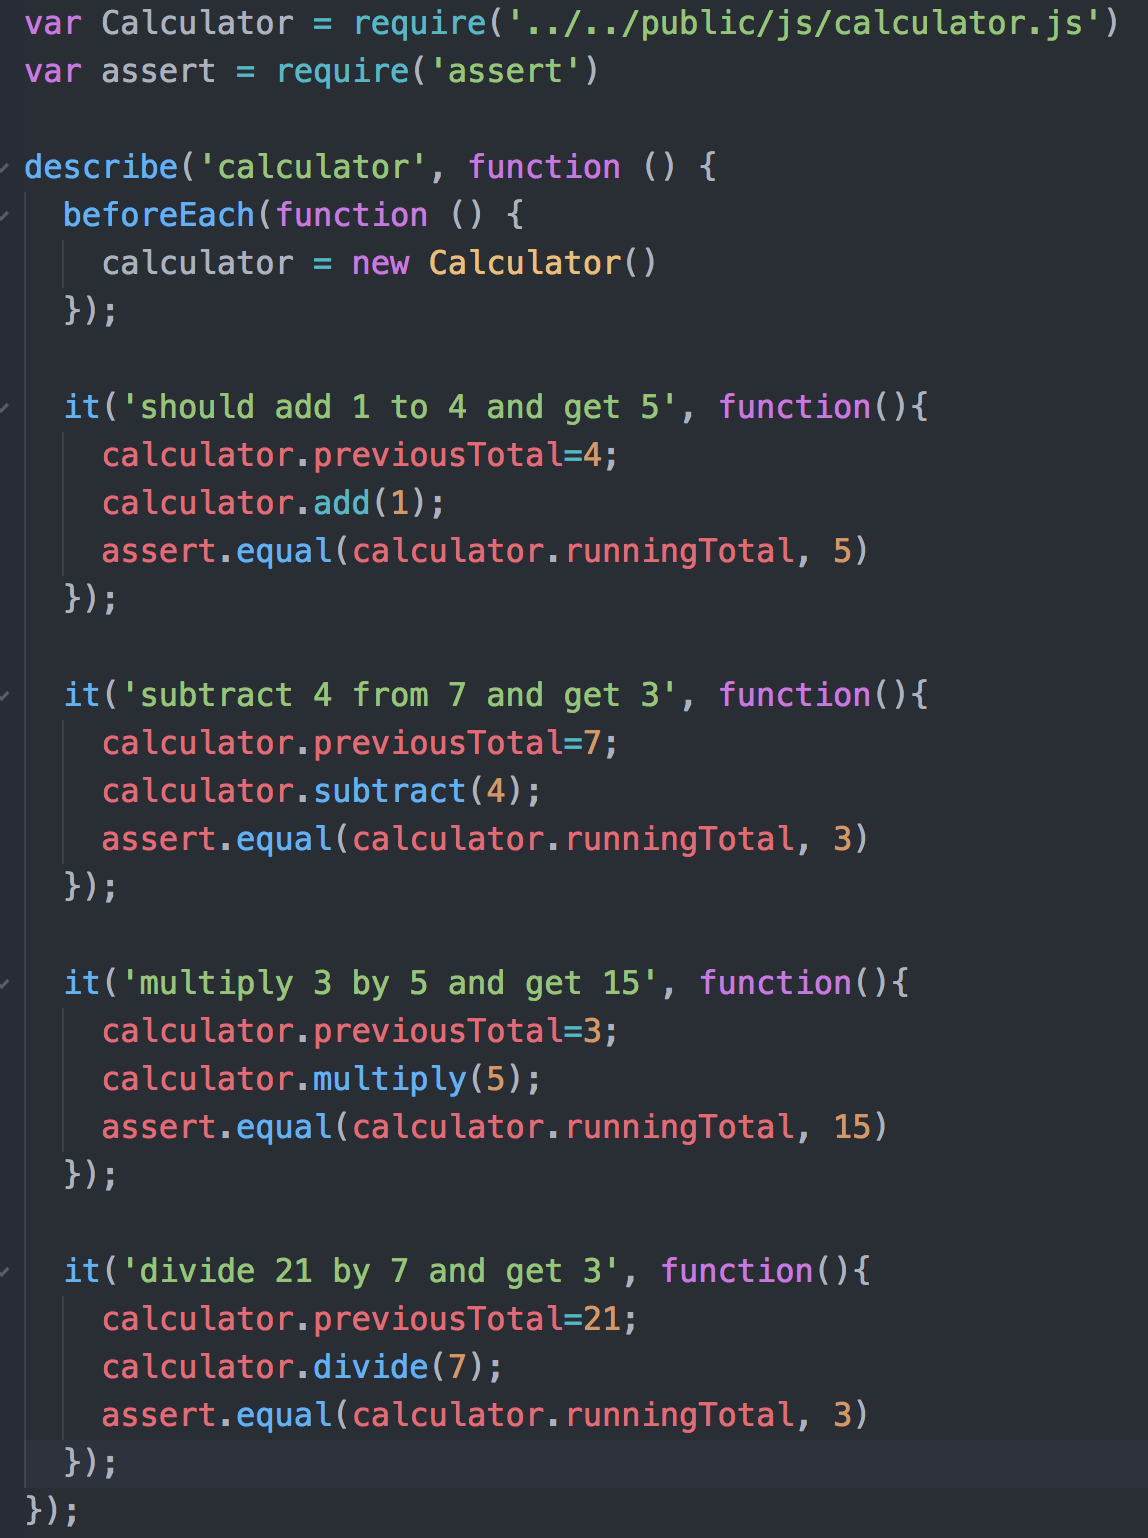 var Calculator = require('../../public/js/calculator.js')
var assert = require('assert')

describe('calculator', function () {
  beforeEach(function () {
    calculator = new Calculator()
  });

  it('should add 1 to 4 and get 5', function(){
    calculator.previousTotal=4;
    calculator.add(1);
    assert.equal(calculator.runningTotal, 5)
  });

  it('subtract 4 from 7 and get 3', function(){
    calculator.previousTotal=7;
    calculator.subtract(4);
    assert.equal(calculator.runningTotal, 3)
  });

  it('multiply 3 by 5 and get 15', function(){
    calculator.previousTotal=3;
    calculator.multiply(5);
    assert.equal(calculator.runningTotal, 15)
  });

  it('divide 21 by 7 and get 3', function(){
    calculator.previousTotal=21;
    calculator.divide(7);
    assert.equal(calculator.runningTotal, 3)
  });
});